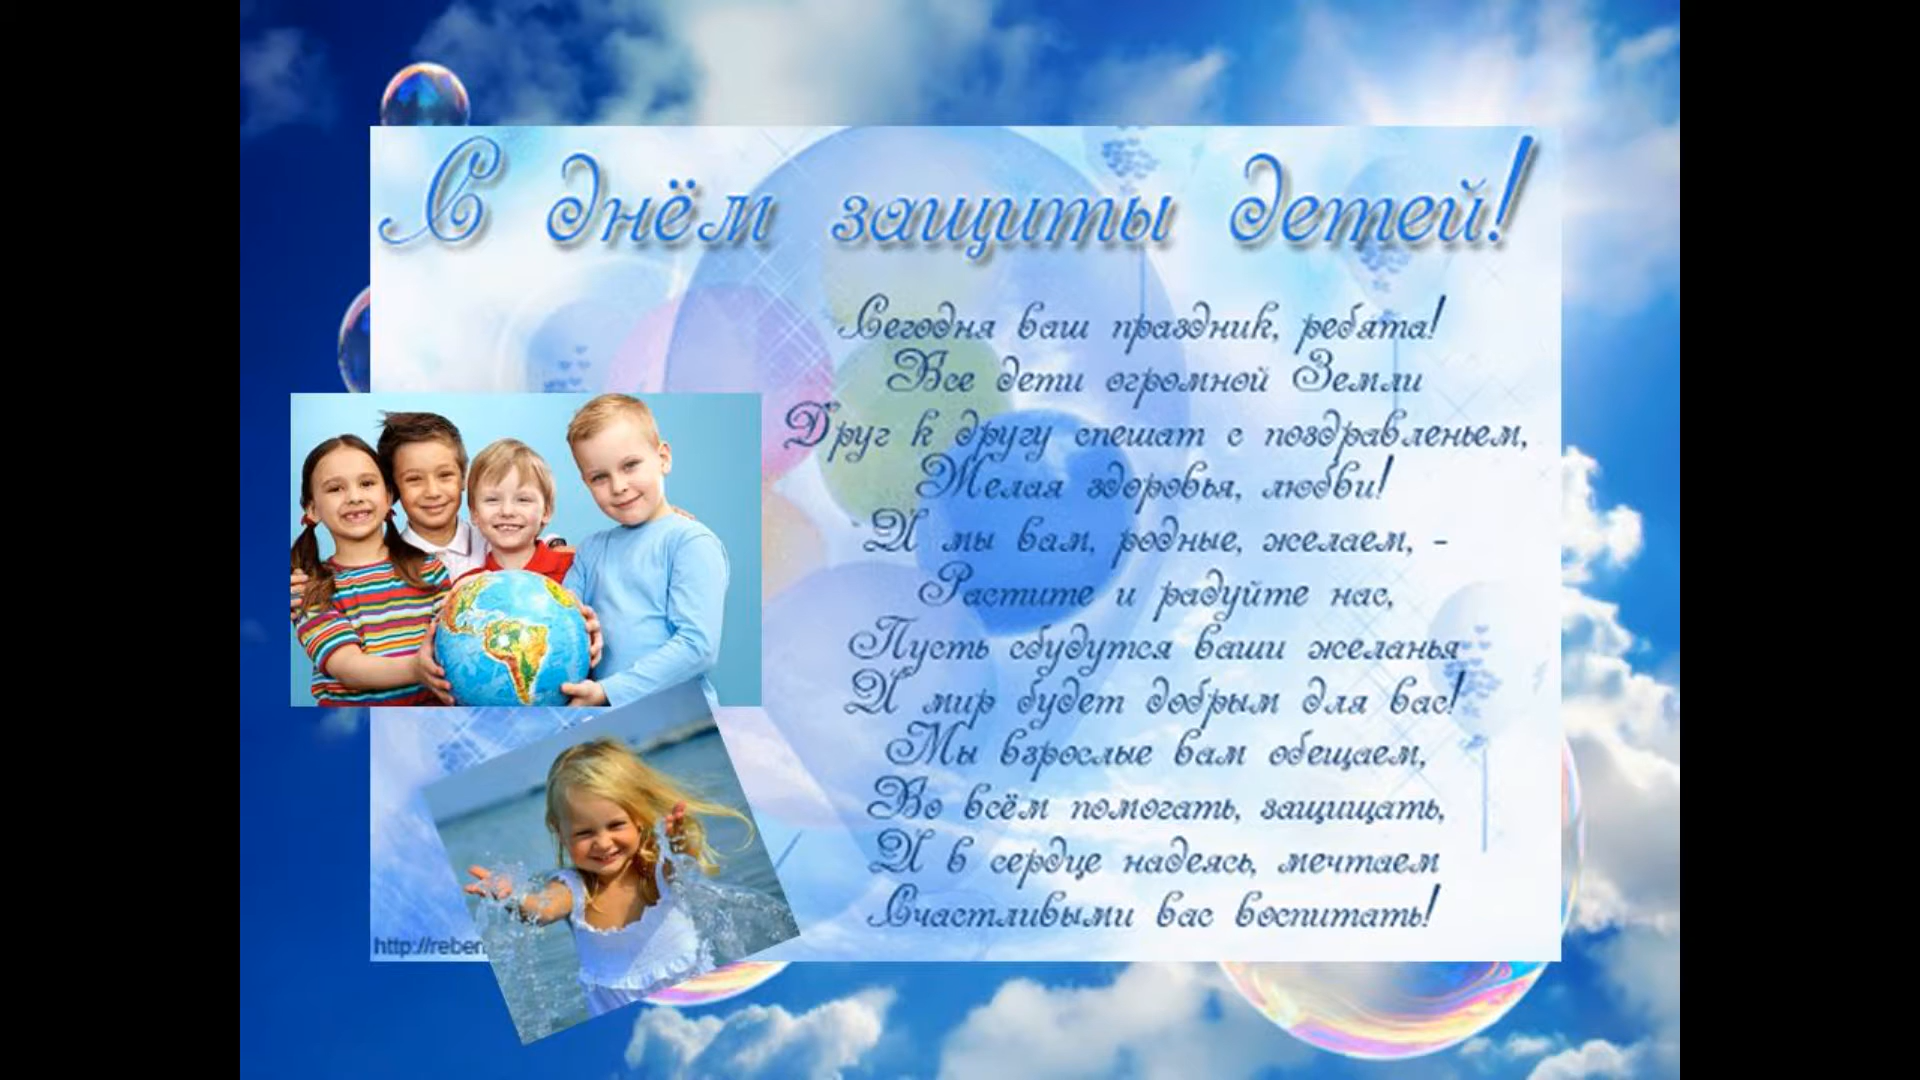 С днём защиты детей!
Сегодня ваш праздник, ребята!
Все дети огромной Земли
Друг к другу спешат с поздравленьем,
Желая здоровья, любви!
И мы вам, родные, желаем, -
Растите и радуйте нас,
Пусть сбудутся ваши желанья
И мир будет добрым для вас!
Мы взрослые вам обещаем,
Во всём помогать, защищать,
И в сердце надеясь, мечтаем
Счастливыми вас воспитать!
http://reben